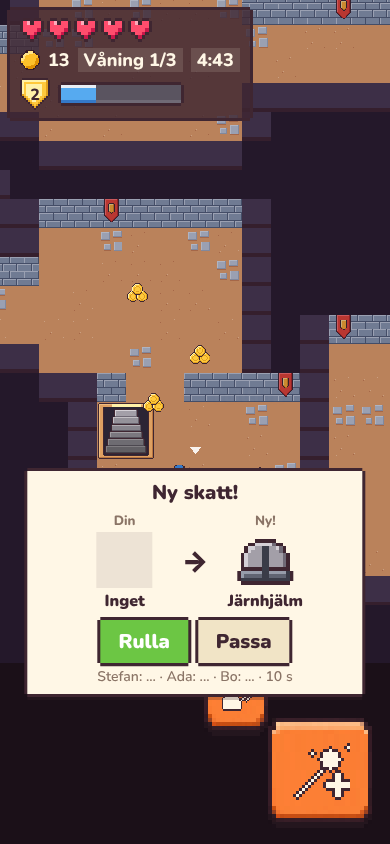 13 Våning 1/3 4:43
2
Ny skatt!
Din Ny!
Inget Järnhjälm
Rulla Passa
Stefan: ... · Ada: ... · Bo: ... · 10 s